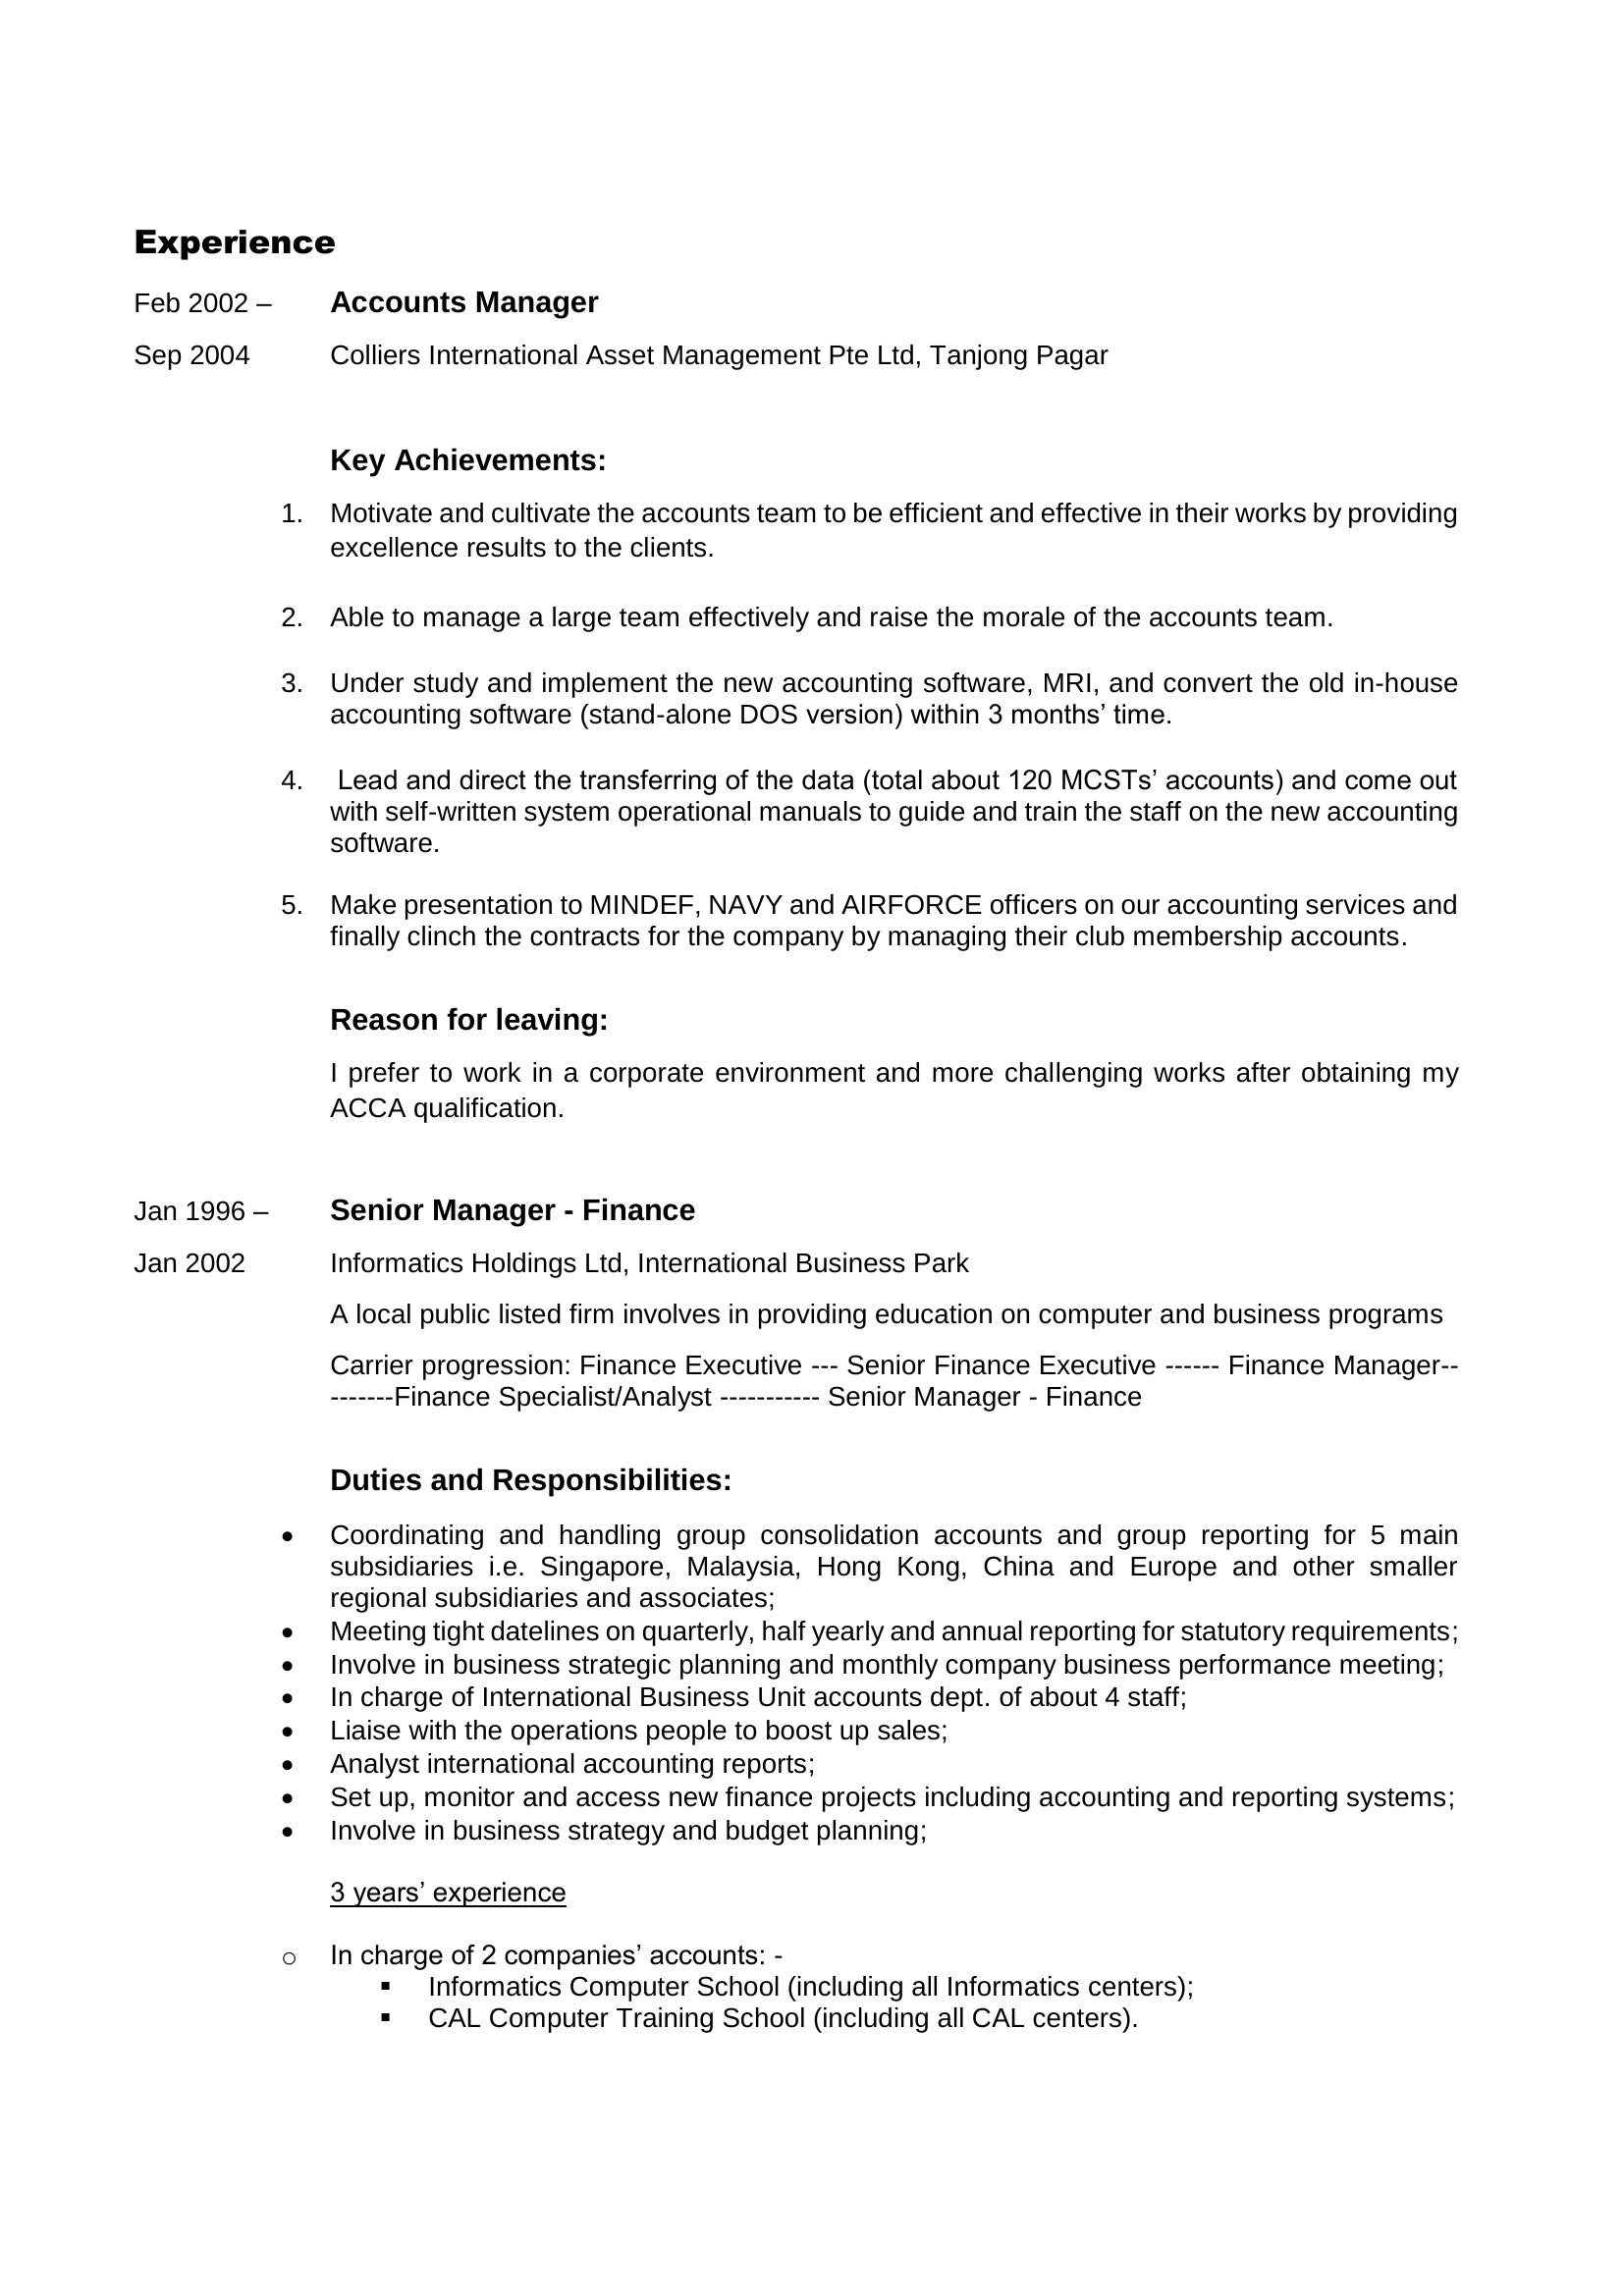 Experience
Feb 2002 – Accounts Manager
Sep 2004 Colliers International Asset Management Pte Ltd, Tanjong Pagar
Key Achievements:
1. Motivate and cultivate the accounts team to be efficient and effective in their works by providing
excellence results to the clients.
2. Able to manage a large team effectively and raise the morale of the accounts team.
3. Under study and implement the new accounting software, MRI, and convert the old in-house
accounting software (stand-alone DOS version) within 3 months’ time.
4. Lead and direct the transferring of the data (total about 120 MCSTs’ accounts) and come out
with self-written system operational manuals to guide and train the staff on the new accounting
software.
5. Make presentation to MINDEF, NAVY and AIRFORCE officers on our accounting services and
finally clinch the contracts for the company by managing their club membership accounts.
Reason for leaving:
I prefer to work in a corporate environment and more challenging works after obtaining my
ACCA qualification.
Jan 1996 – Senior Manager - Finance
Jan 2002 Informatics Holdings Ltd, International Business Park
A local public listed firm involves in providing education on computer and business programs
Carrier progression: Finance Executive --- Senior Finance Executive ------ Finance Manager--
-------Finance Specialist/Analyst ----------- Senior Manager - Finance
Duties and Responsibilities:
• Coordinating and handling group consolidation accounts and group reporting for 5 main
subsidiaries i.e. Singapore, Malaysia, Hong Kong, China and Europe and other smaller
regional subsidiaries and associates;
• Meeting tight datelines on quarterly, half yearly and annual reporting for statutory requirements;
• Involve in business strategic planning and monthly company business performance meeting;
• In charge of International Business Unit accounts dept. of about 4 staff;
• Liaise with the operations people to boost up sales;
• Analyst international accounting reports;
• Set up, monitor and access new finance projects including accounting and reporting systems;
• Involve in business strategy and budget planning;
3 years’ experience
o In charge of 2 companies’ accounts: -
▪ Informatics Computer School (including all Informatics centers);
▪ CAL Computer Training School (including all CAL centers).